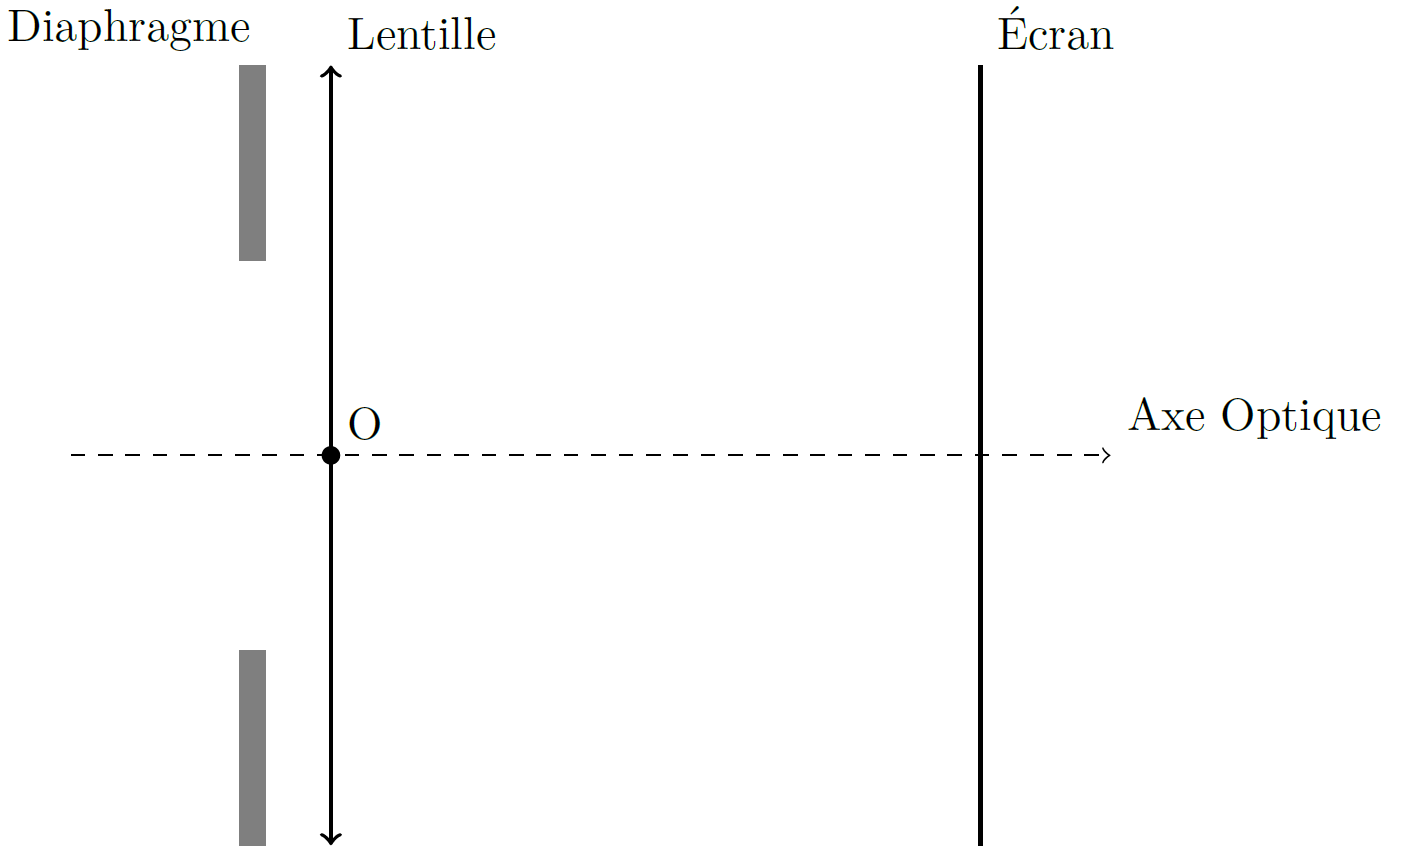 Diaphragme
Lentille
Écran
O
Axe Optique